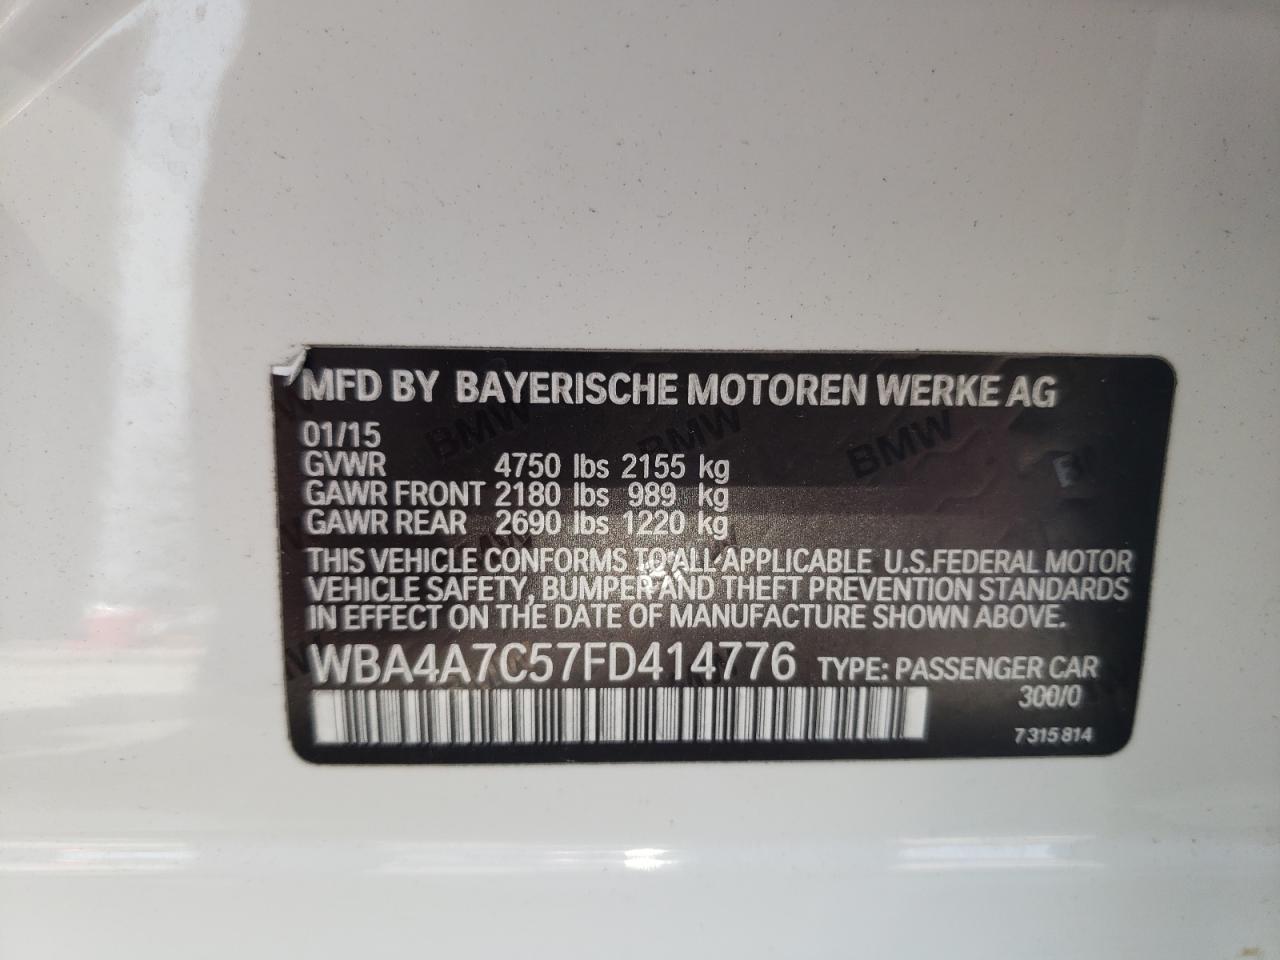 MFD BY BAYERISCHE MOTOREN WERKE AG
01/15
GVWR 4750 lbs 2155 kg
GAWR FRONT 2180 lbs 989 kg
GAWR REAR 2690 lbs 1220 kg
THIS VEHICLE CONFORMS TO ALL APPLICABLE U.S.FEDERAL MOTOR
VEHICLE SAFETY, BUMPER AND THEFT PREVENTION STANDARDS
IN EFFECT ON THE DATE OF MANUFACTURE SHOWN ABOVE.
WBA4A7C57FD414776 TYPE: PASSENGER CAR
300/0
7 315 814
BMW BMW BMW